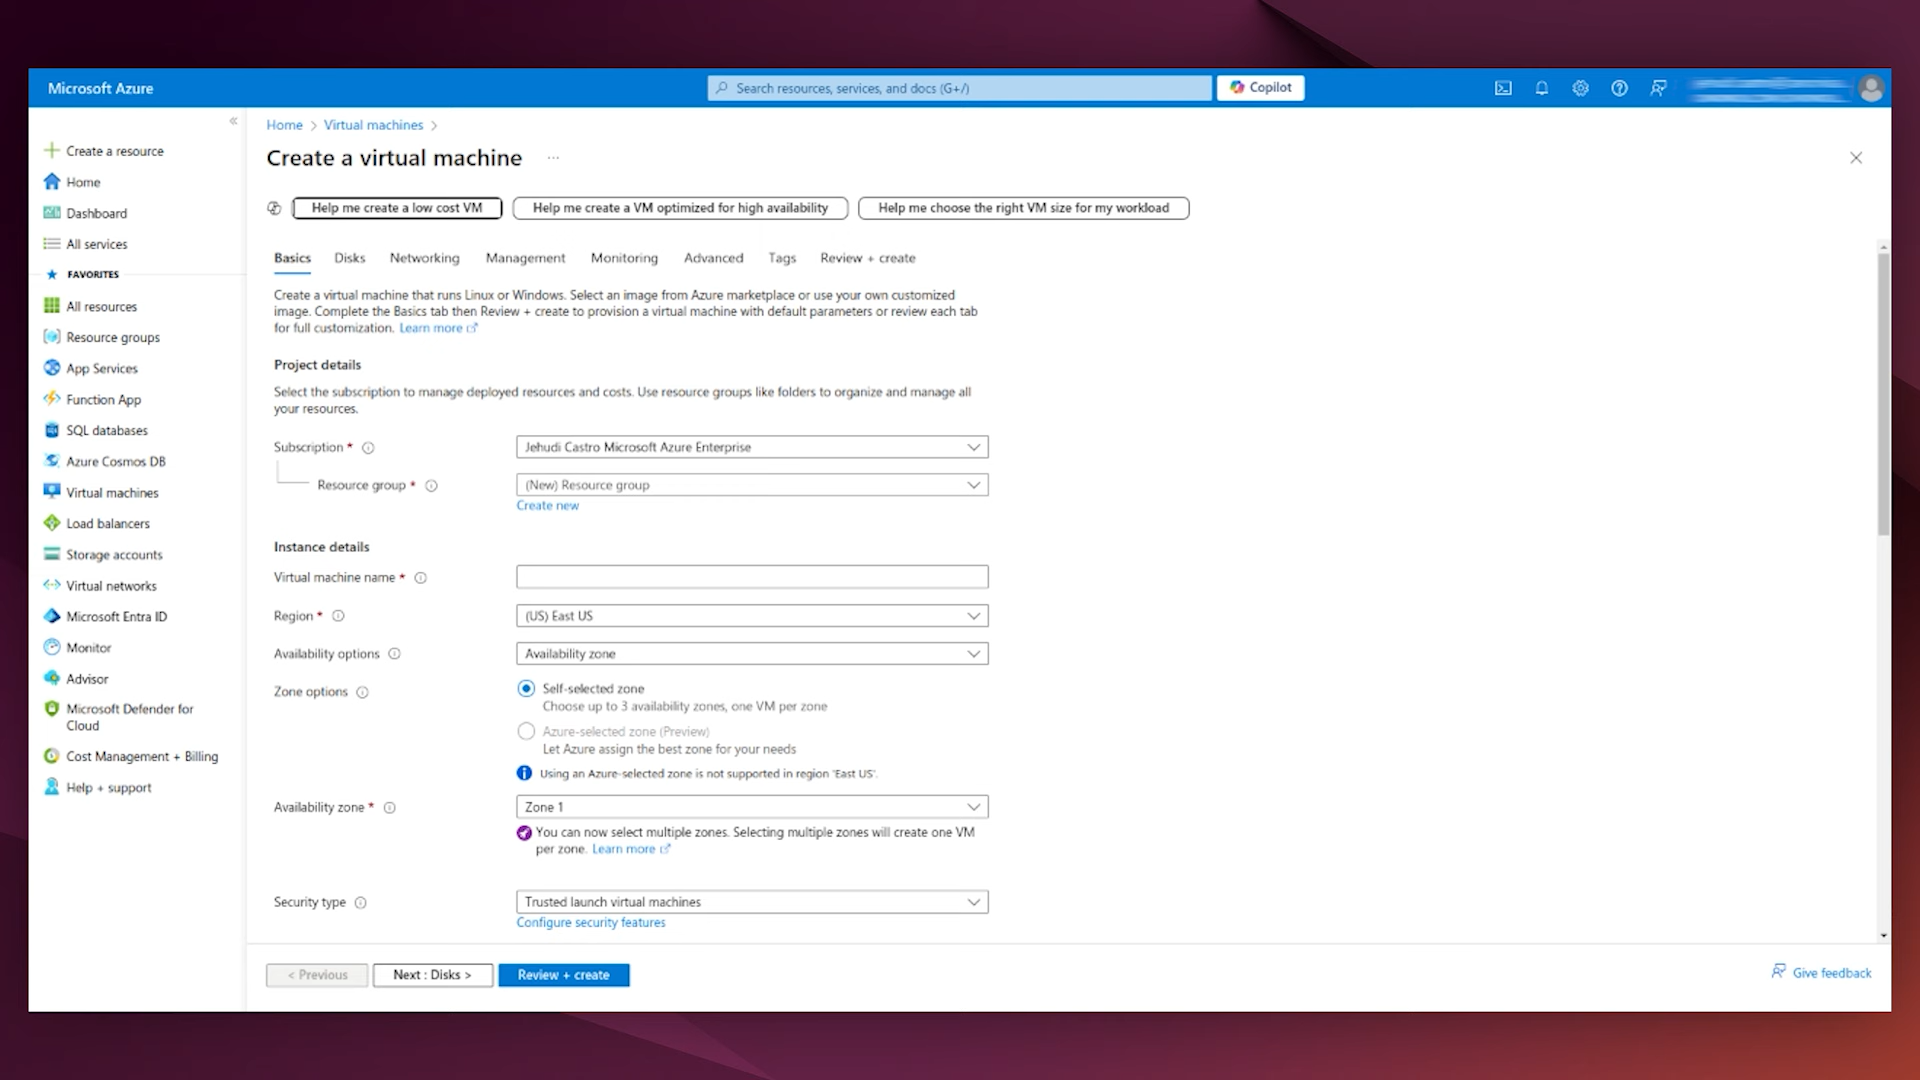 Microsoft Azure
Search resources, services, and docs (G+/)
Copilot
Create a resource
Home
Dashboard
All services
FAVORITES
All resources
Resource groups
App Services
Function App
SQL databases
Azure Cosmos DB
Virtual machines
Load balancers
Storage accounts
Virtual networks
Microsoft Entra ID
Monitor
Advisor
Microsoft Defender for
Cloud
Cost Management + Billing
Help + support
Home > Virtual machines >
Create a virtual machine ...
Help me create a low cost VM
Help me create a VM optimized for high availability
Help me choose the right VM size for my workload
Basics Disks Networking Management Monitoring Advanced Tags Review + create
Create a virtual machine that runs Linux or Windows. Select an image from Azure marketplace or use your own customized
image. Complete the Basics tab then Review + create to provision a virtual machine with default parameters or review each tab
for full customization. Learn more
Project details
Select the subscription to manage deployed resources and costs. Use resource groups like folders to organize and manage all
your resources.
Subscription * Jehudi Castro Microsoft Azure Enterprise
Resource group * (New) Resource group
Create new
Instance details
Virtual machine name *
Region * (US) East US
Availability options Availability zone
Zone options Self-selected zone
Choose up to 3 availability zones, one VM per zone
Azure-selected zone (Preview)
Let Azure assign the best zone for your needs
Using an Azure-selected zone is not supported in region 'East US'.
Availability zone * Zone 1
You can now select multiple zones. Selecting multiple zones will create one VM
per zone. Learn more
Security type Trusted launch virtual machines
Configure security features
< Previous
Next : Disks >
Review + create
Give feedback